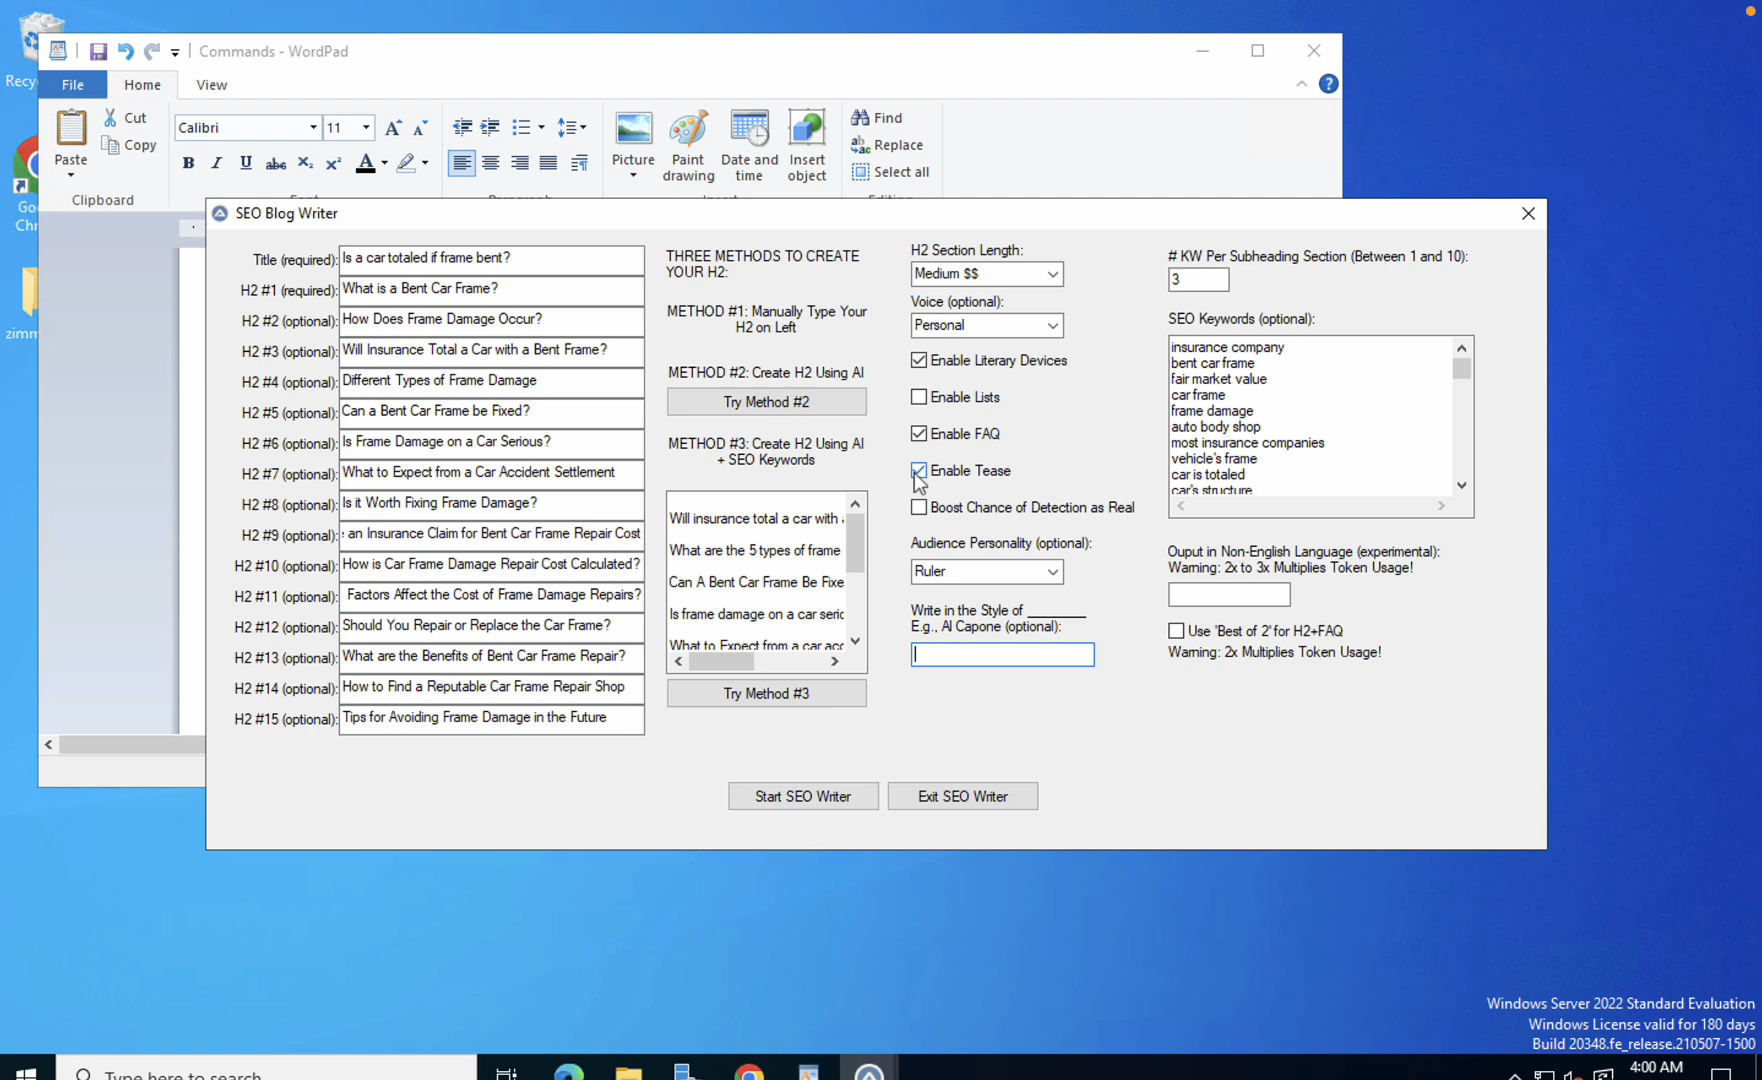 Recyc
Commands - WordPad
File
Home
View
?
Paste
Cut
Copy
Clipboard
Calibri
11
A
A
B
I
U
abc
X₂
X²
A
Picture
Paint
drawing
Date and
time
Insert
object
Find
Replace
Select all
Editing
SEO Blog Writer
Title (required):
Is a car totaled if frame bent?
H2 #1 (required):
What is a Bent Car Frame?
H2 #2 (optional):
How Does Frame Damage Occur?
H2 #3 (optional):
Will Insurance Total a Car with a Bent Frame?
H2 #4 (optional):
Different Types of Frame Damage
H2 #5 (optional):
Can a Bent Car Frame be Fixed?
H2 #6 (optional):
Is Frame Damage on a Car Serious?
H2 #7 (optional):
What to Expect from a Car Accident Settlement
H2 #8 (optional):
Is it Worth Fixing Frame Damage?
H2 #9 (optional):
an Insurance Claim for Bent Car Frame Repair Cost
H2 #10 (optional):
How is Car Frame Damage Repair Cost Calculated?
H2 #11 (optional):
Factors Affect the Cost of Frame Damage Repairs?
H2 #12 (optional):
Should You Repair or Replace the Car Frame?
H2 #13 (optional):
What are the Benefits of Bent Car Frame Repair?
H2 #14 (optional):
How to Find a Reputable Car Frame Repair Shop
H2 #15 (optional):
Tips for Avoiding Frame Damage in the Future
THREE METHODS TO CREATE
YOUR H2:
METHOD #1: Manually Type Your
H2 on Left
METHOD #2: Create H2 Using AI
Try Method #2
METHOD #3: Create H2 Using AI
+ SEO Keywords
Will insurance total a car with
What are the 5 types of frame
Can A Bent Car Frame Be Fixe
Is frame damage on a car serio
What to Expect from a car acc
Try Method #3
H2 Section Length:
Medium $$
Voice (optional):
Personal
Enable Literary Devices
Enable Lists
Enable FAQ
Enable Tease
Boost Chance of Detection as Real
Audience Personality (optional):
Ruler
Write in the Style of ________
E.g., Al Capone (optional):
# KW Per Subheading Section (Between 1 and 10):
3
SEO Keywords (optional):
insurance company
bent car frame
fair market value
car frame
frame damage
auto body shop
most insurance companies
vehicle's frame
car is totaled
car's structure
Ouput in Non-English Language (experimental):
Warning: 2x to 3x Multiplies Token Usage!
Use 'Best of 2' for H2+FAQ
Warning: 2x Multiplies Token Usage!
Start SEO Writer
Exit SEO Writer
Goo
Chr
zimm
Windows Server 2022 Standard Evaluation
Windows License valid for 180 days
Build 20348.fe_release.210507-1500
Type here to search
4:00 AM